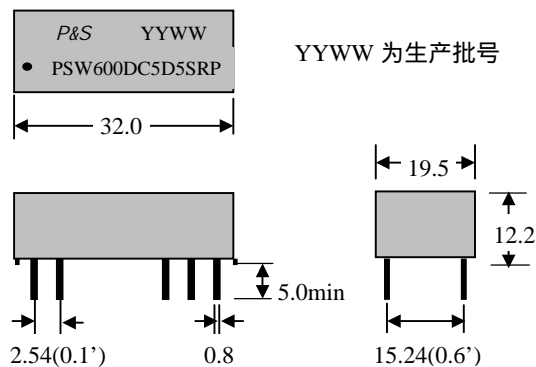 P&S YYWW
PSW600DC5D5SRP
YYWW 为生产批号
32.0
19.5
12.2
5.0min
2.54(0.1’)
0.8
15.24(0.6’)